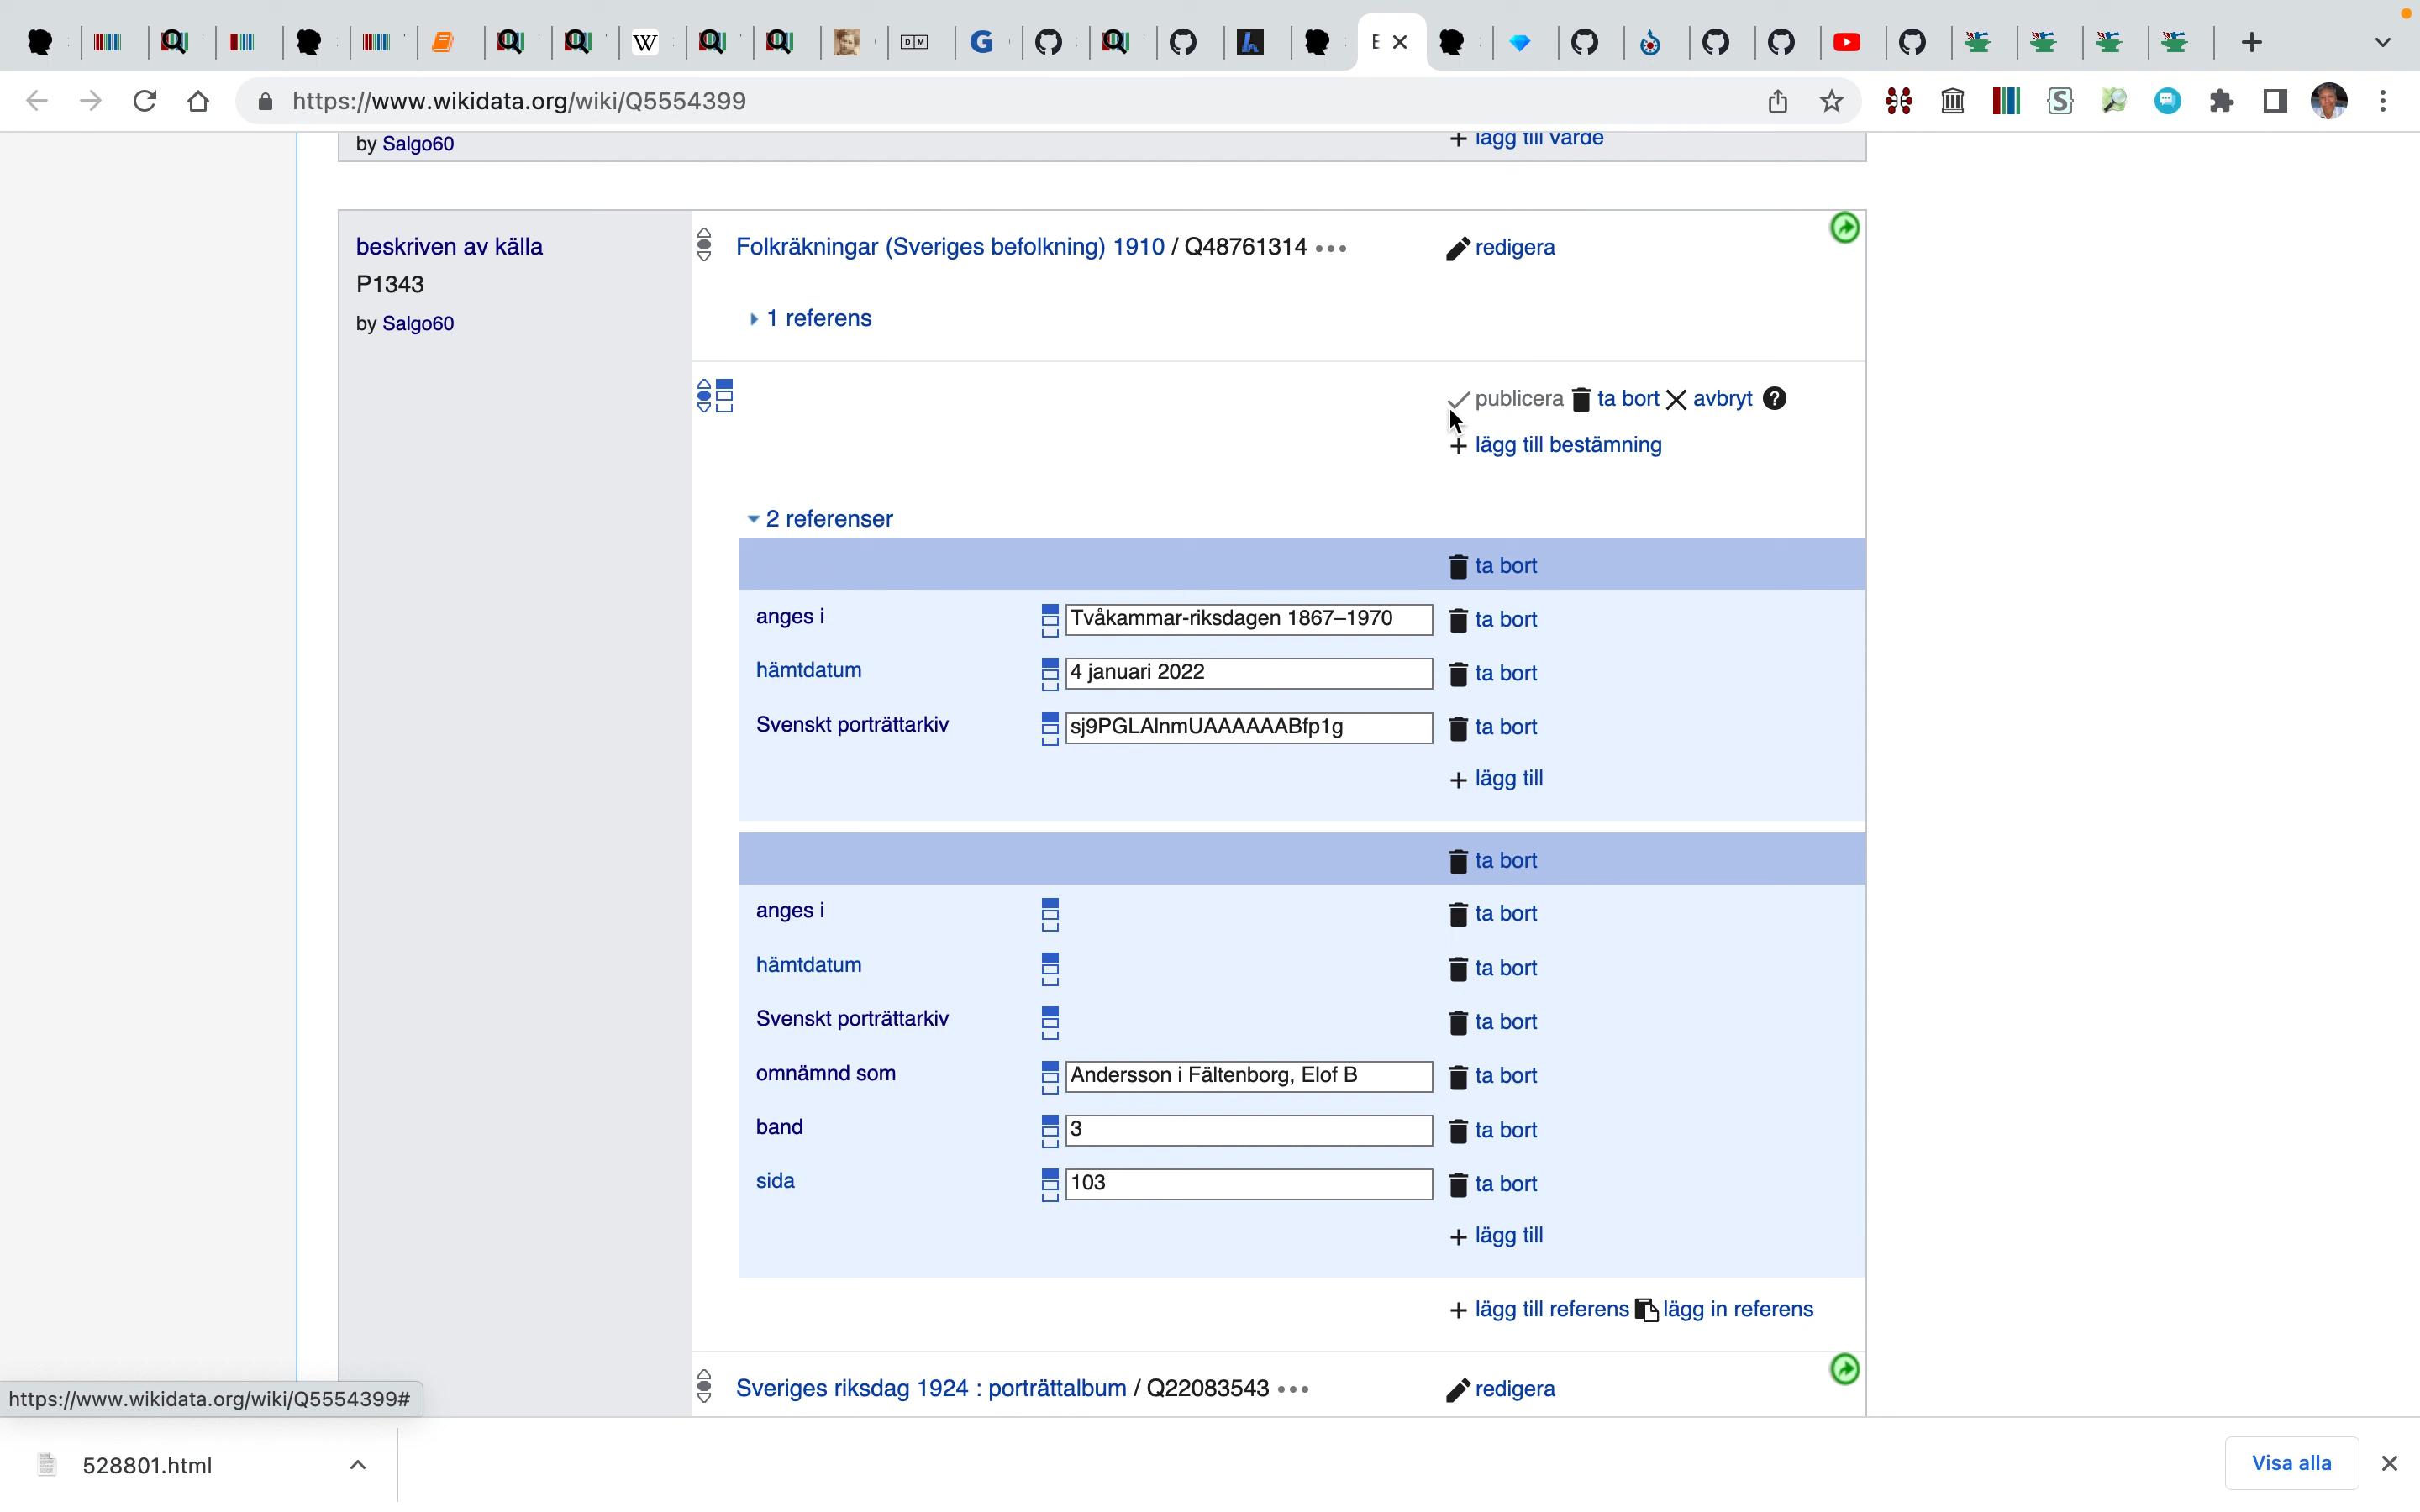 W
D M
G
E
https://www.wikidata.org/wiki/Q5554399
by Salgo60
+ lägg till värde
beskriven av källa
P1343
by Salgo60
Folkräkningar (Sveriges befolkning) 1910 / Q48761314 •••
redigera
1 referens
publicera ta bort avbryt ?
+ lägg till bestämning
2 referenser
ta bort
anges i Tvåkammar-riksdagen 1867–1970 ta bort
hämtdatum 4 januari 2022 ta bort
Svenskt porträttarkiv sj9PGLAlnmUAAAAAABfp1g ta bort
+ lägg till
ta bort
anges i ta bort
hämtdatum ta bort
Svenskt porträttarkiv ta bort
omnämnd som Andersson i Fältenborg, Elof B ta bort
band 3 ta bort
sida 103 ta bort
+ lägg till
+ lägg till referens lägg in referens
Sveriges riksdag 1924 : porträttalbum / Q22083543 •••
redigera
https://www.wikidata.org/wiki/Q5554399#
528801.html
Visa alla